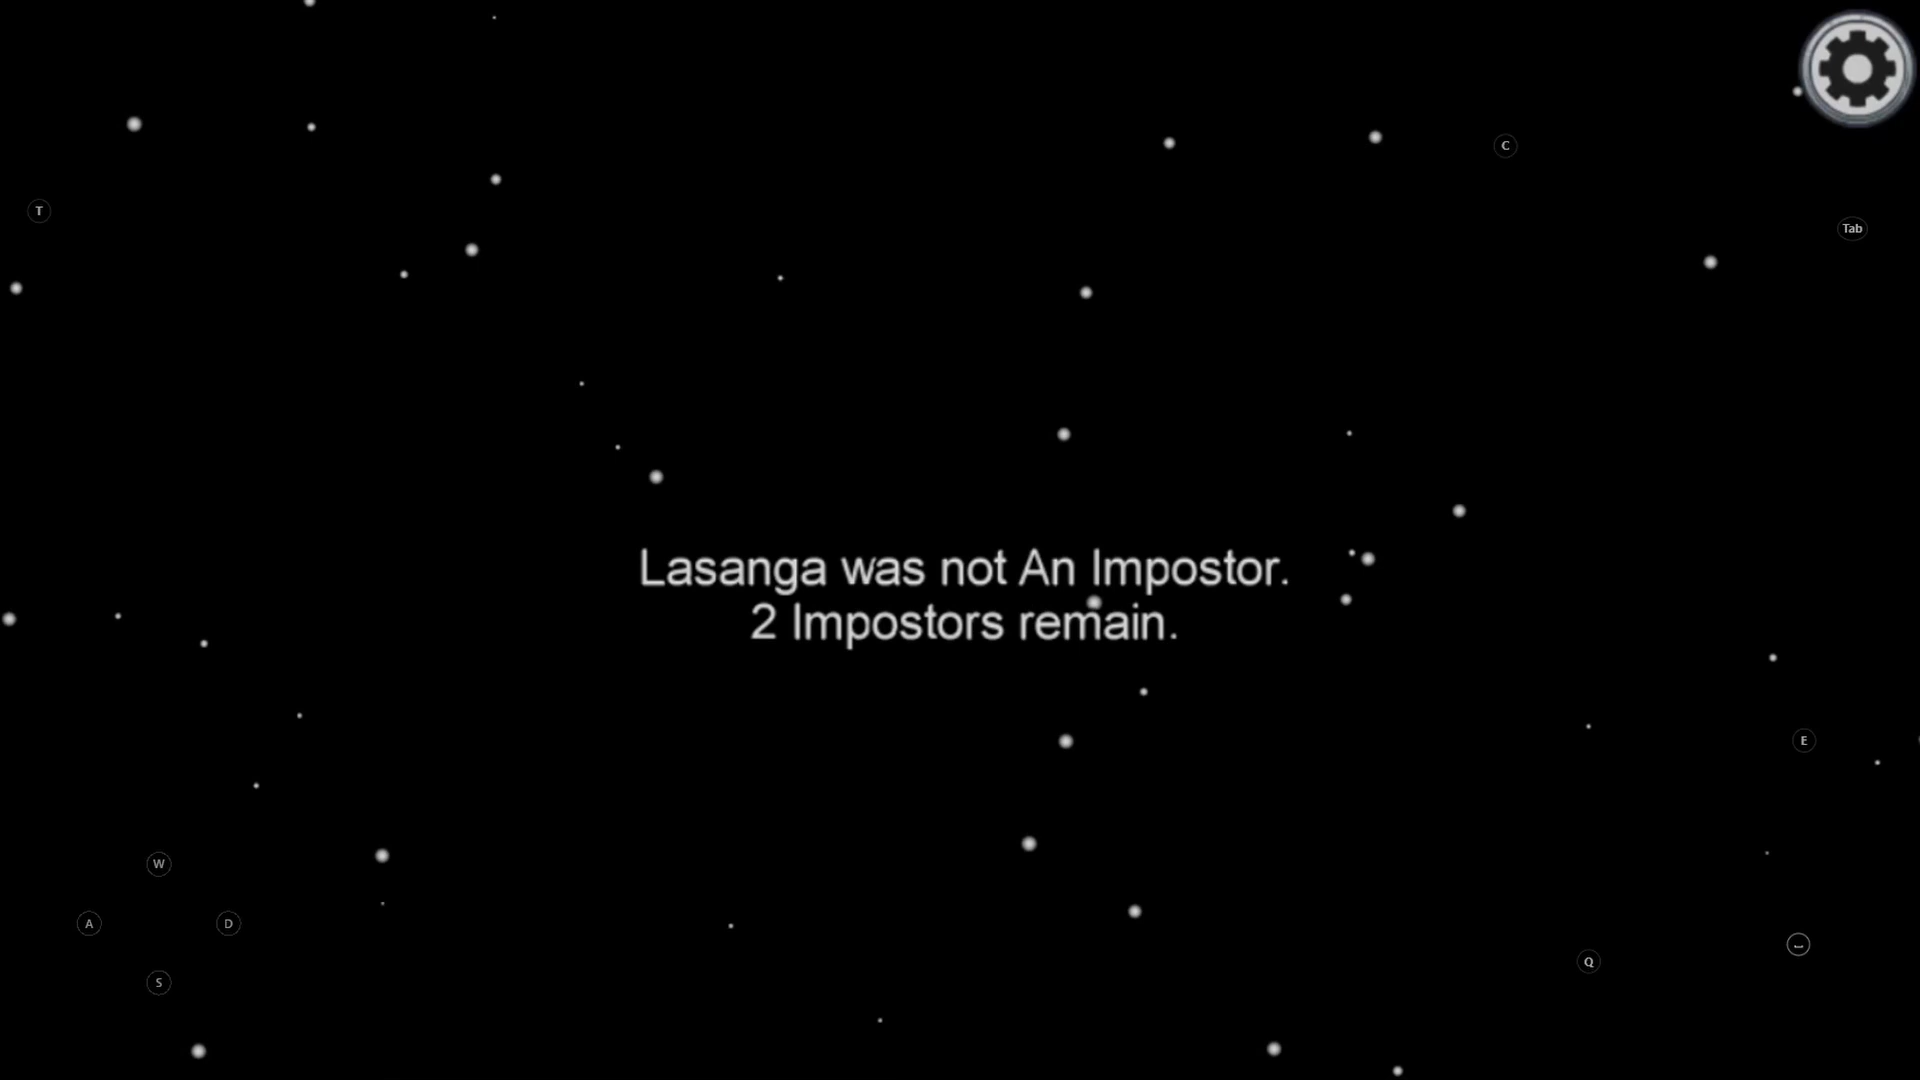 C
T
Tab
Lasanga was not An Impostor.
2 Impostors remain.
E
W
A
D
Q
S